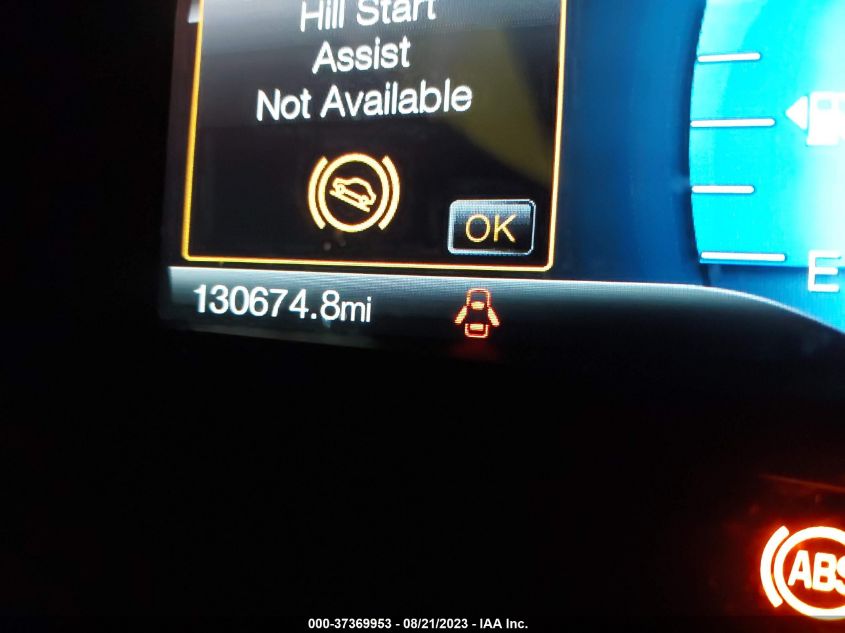 Hill Start
Assist
Not Available
OK
130674.8mi
E
ABS
000-37369953 - 08/21/2023 - IAA Inc.